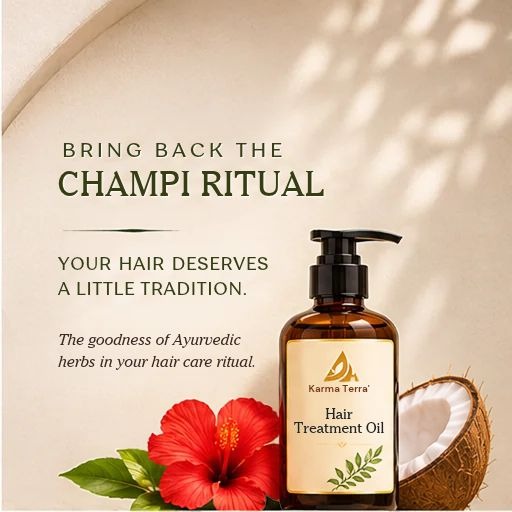 BRING BACK THE
CHAMPI RITUAL
YOUR HAIR DESERVES
A LITTLE TRADITION.
The goodness of Ayurvedic
herbs in your hair care ritual.
Karma Terra
Hair
Treatment Oil